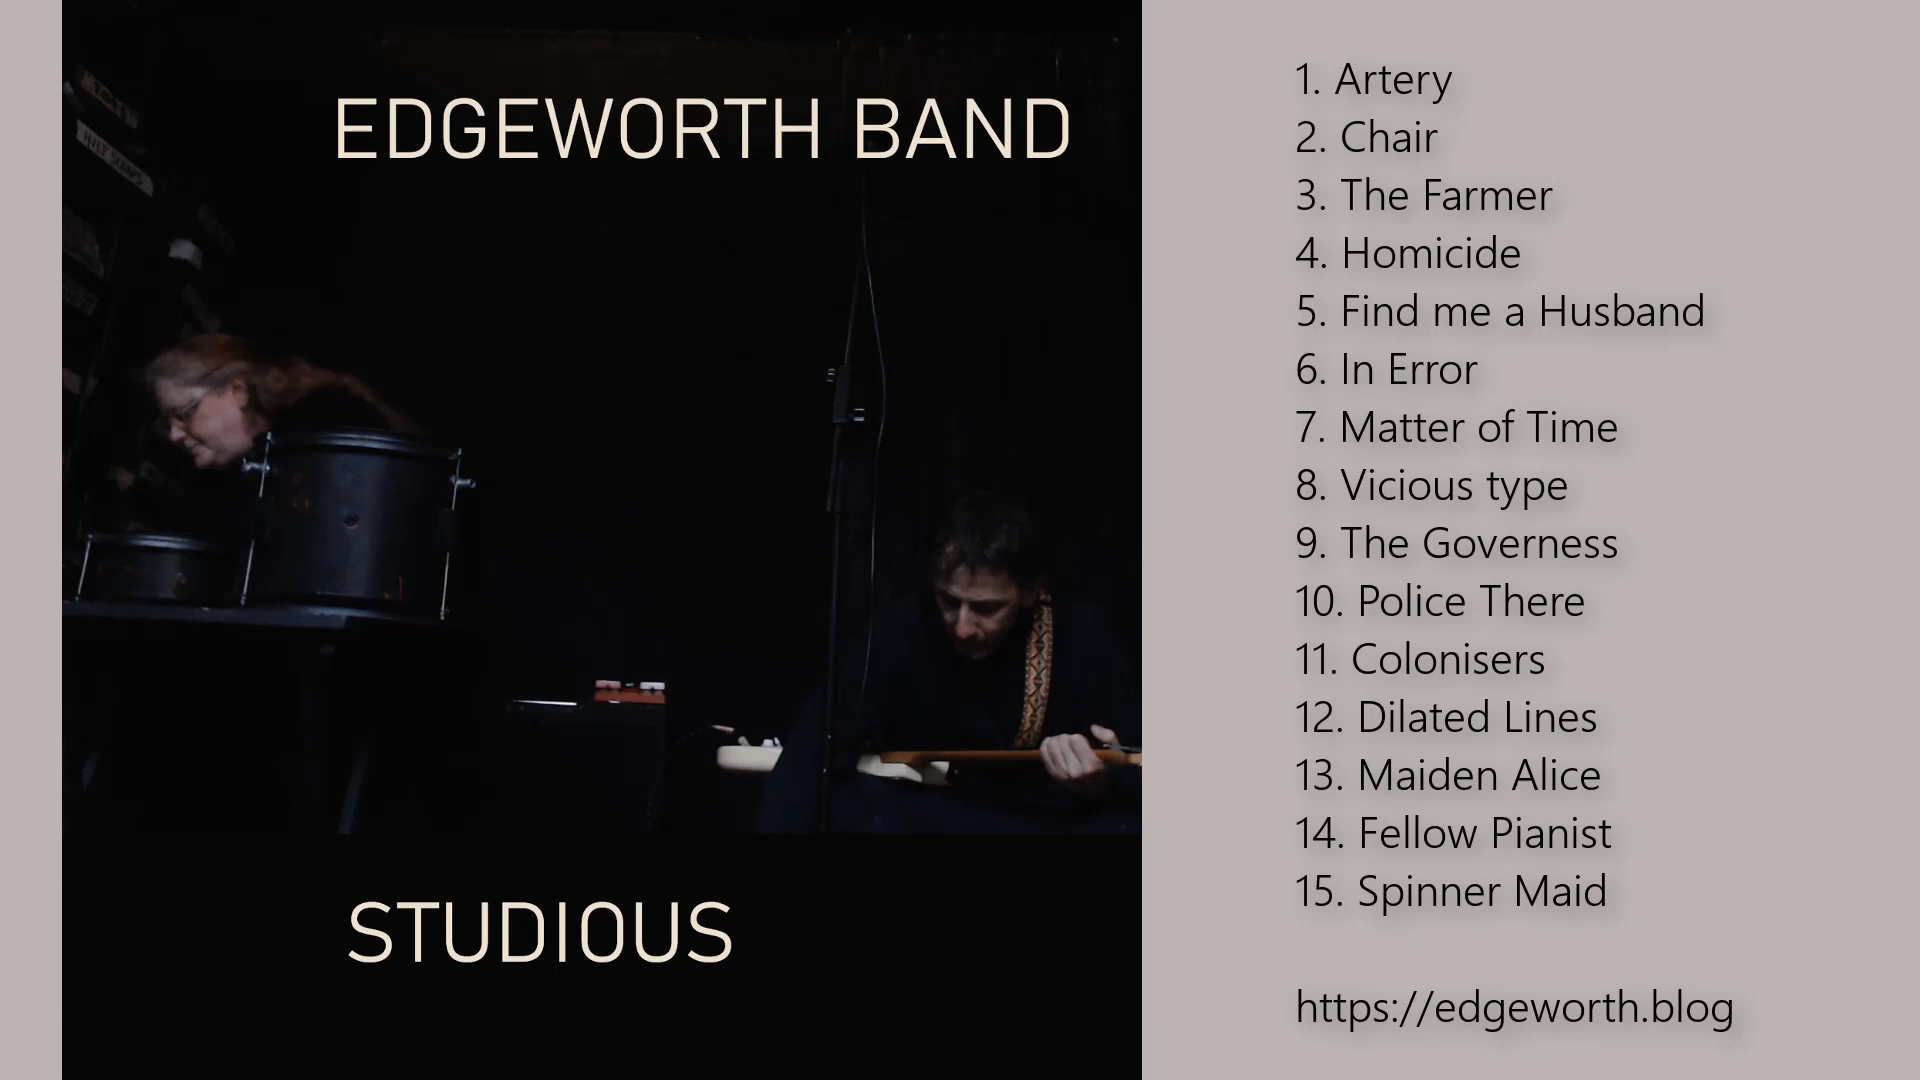 EDGEWORTH BAND
STUDIOUS
1. Artery
2. Chair
3. The Farmer
4. Homicide
5. Find me a Husband
6. In Error
7. Matter of Time
8. Vicious type
9. The Governess
10. Police There
11. Colonisers
12. Dilated Lines
13. Maiden Alice
14. Fellow Pianist
15. Spinner Maid
https://edgeworth.blog